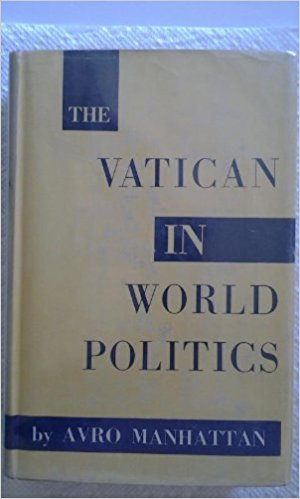 THE
VATICAN
IN
WORLD
POLITICS
by AVRO MANHATTAN